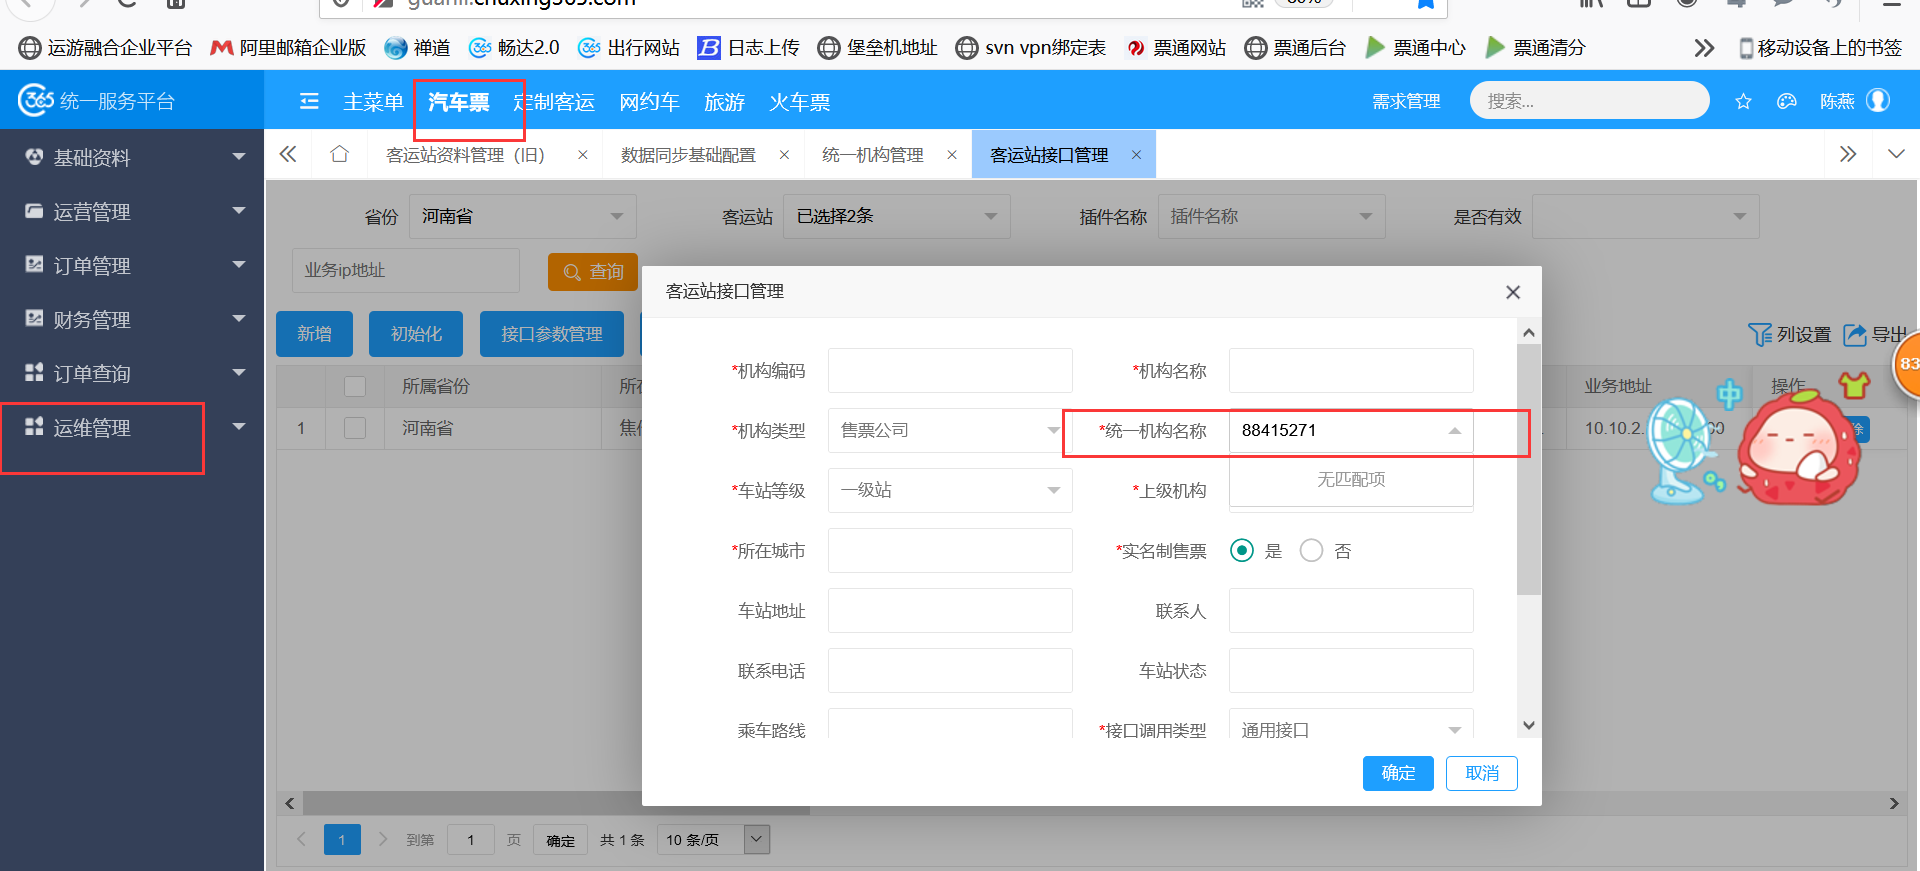 运游融合企业平台 阿里邮箱企业版 禅道 畅达2.0 出行网站 日志上传 堡垒机地址 svn vpn绑定表 票通网站 票通后台 票通中心 票通清分 移动设备上的书签
365 统一服务平台 主菜单 汽车票 定制客运 网约车 旅游 火车票 需求管理 搜索... 陈燕
基础资料
运营管理
订单管理
财务管理
订单查询
运维管理
客运站资料管理（旧） 数据同步基础配置 统一机构管理 客运站接口管理
省份 河南省 客运站 已选择2条 插件名称 插件名称 是否有效
业务ip地址 查询
新增 初始化 接口参数管理 列设置 导出
83
所属省份 业务地址 操作
1 河南省 10.10.2.
中
客运站接口管理
*机构编码 *机构名称
*机构类型 售票公司 *统一机构名称 88415271
无匹配项
*车站等级 一级站 *上级机构
*所在城市 *实名制售票 是 否
车站地址 联系人
联系电话 车站状态
乘车路线 *接口调用类型 通用接口
确定 取消
1 到第 1 页 确定 共 1 条 10 条/页